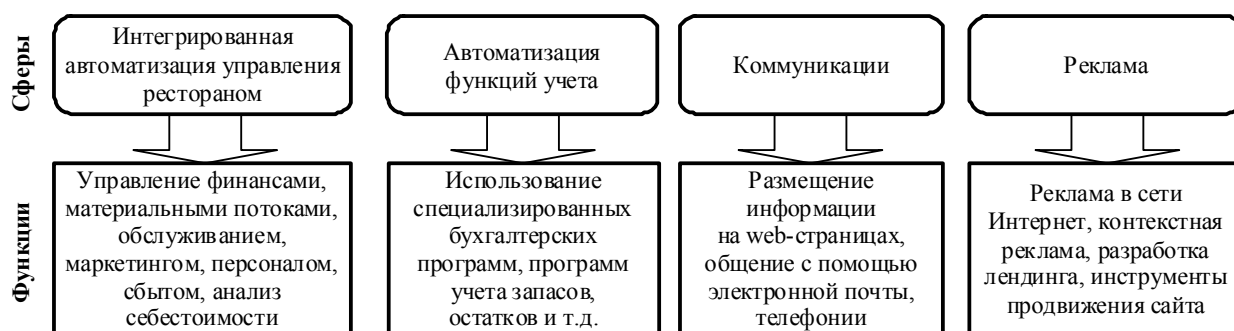 Сферы
Интегрированная
автоматизация управления
рестораном
Автоматизация
функций учета
Коммуникации
Реклама
Функции
Управление финансами,
материальными потоками,
обслуживанием,
маркетингом, персоналом,
сбытом, анализ
себестоимости
Использование
специализированных
бухгалтерских
программ, программ
учета запасов,
остатков и т.д.
Размещение
информации
на web-страницах,
общение с помощью
электронной почты,
телефонии
Реклама в сети
Интернет, контекстная
реклама, разработка
лендинга, инструменты
продвижения сайта